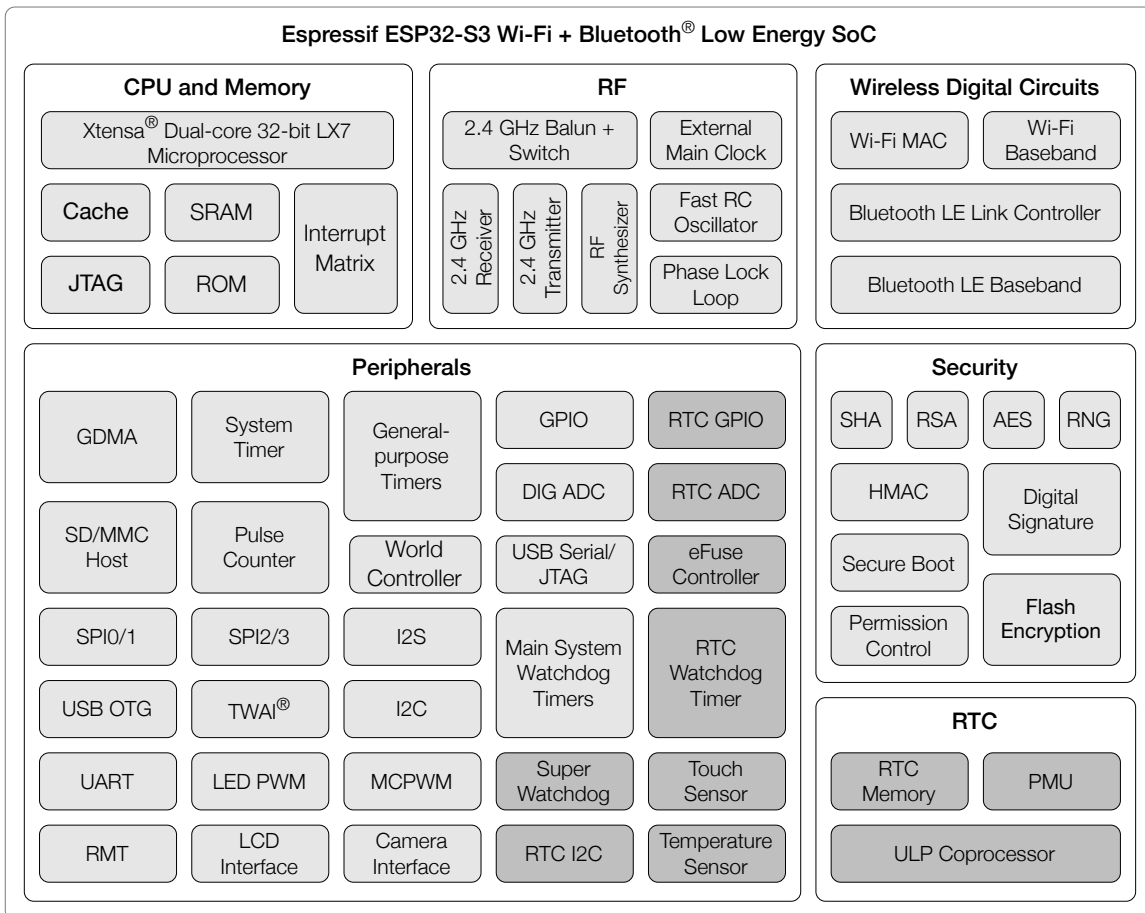 Espressif ESP32-S3 Wi-Fi + Bluetooth® Low Energy SoC
CPU and Memory
Xtensa® Dual-core 32-bit LX7
Microprocessor
Cache
SRAM
Interrupt
Matrix
JTAG
ROM
RF
2.4 GHz Balun +
Switch
External
Main Clock
2.4 GHz
Receiver
2.4 GHz
Transmitter
RF
Synthesizer
Fast RC
Oscillator
Phase Lock
Loop
Wireless Digital Circuits
Wi-Fi MAC
Wi-Fi
Baseband
Bluetooth LE Link Controller
Bluetooth LE Baseband
Peripherals
GDMA
System
Timer
General-
purpose
Timers
GPIO
RTC GPIO
DIG ADC
RTC ADC
SD/MMC
Host
Pulse
Counter
World
Controller
USB Serial/
JTAG
eFuse
Controller
SPI0/1
SPI2/3
I2S
Main System
Watchdog
Timers
RTC
Watchdog
Timer
USB OTG
TWAI®
I2C
UART
LED PWM
MCPWM
Super
Watchdog
Touch
Sensor
RMT
LCD
Interface
Camera
Interface
RTC I2C
Temperature
Sensor
Security
SHA
RSA
AES
RNG
HMAC
Digital
Signature
Secure Boot
Flash
Encryption
Permission
Control
RTC
RTC
Memory
PMU
ULP Coprocessor